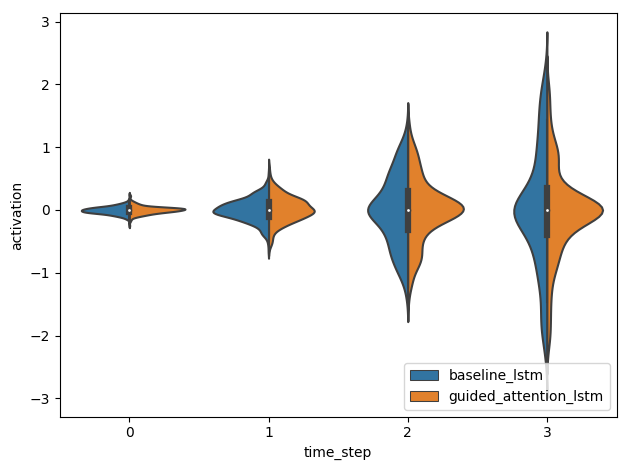 3
2
1
0
−1
−2
−3
activation
0
1
2
3
time_step
baseline_lstm
guided_attention_lstm